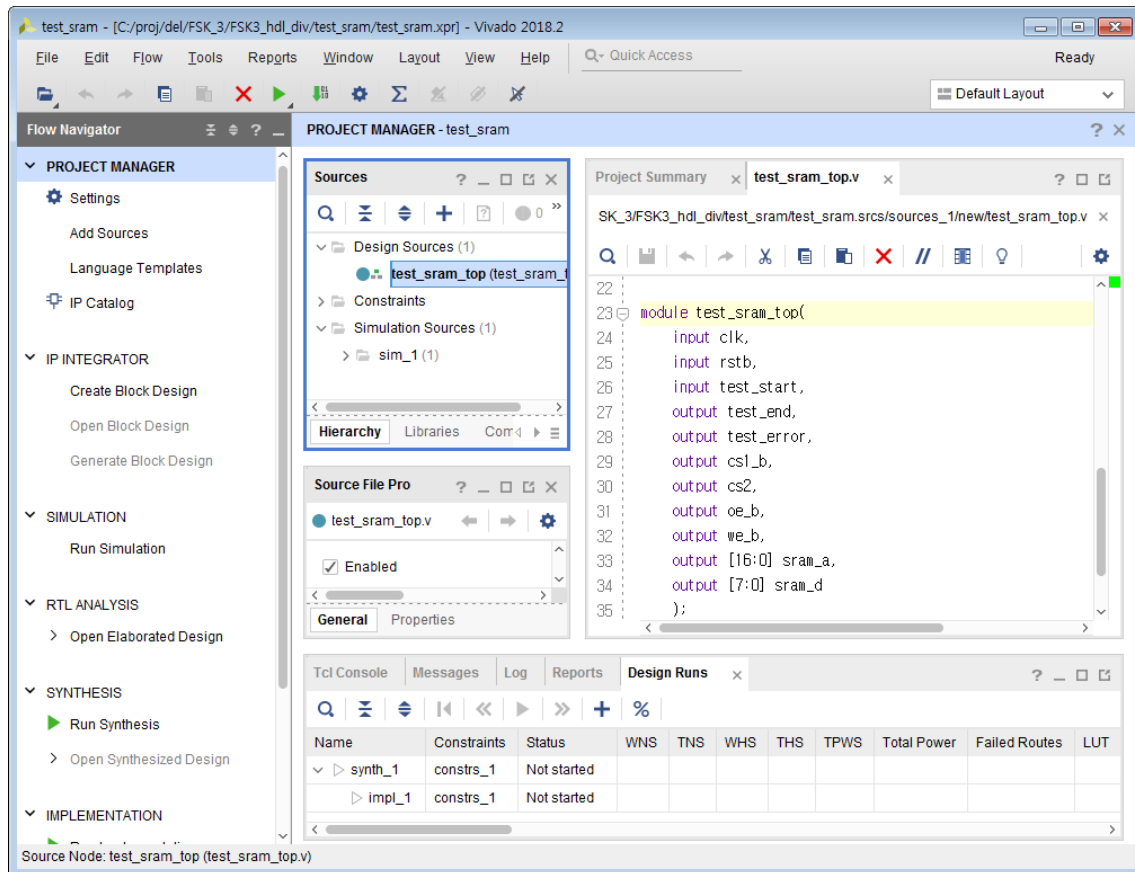 test_sram - [C:/proj/del/FSK_3/FSK3_hdl_div/test_sram/test_sram.xpr] - Vivado 2018.2
File Edit Flow Tools Reports Window Layout View Help Quick Access Ready
Default Layout
Flow Navigator
PROJECT MANAGER
Settings
Add Sources
Language Templates
IP Catalog
IP INTEGRATOR
Create Block Design
Open Block Design
Generate Block Design
SIMULATION
Run Simulation
RTL ANALYSIS
Open Elaborated Design
SYNTHESIS
Run Synthesis
Open Synthesized Design
IMPLEMENTATION
PROJECT MANAGER - test_sram
Sources
0
Design Sources (1)
test_sram_top (test_sram_t
Constraints
Simulation Sources (1)
sim_1 (1)
Hierarchy Libraries Com
Source File Pro
test_sram_top.v
Enabled
General Properties
Project Summary test_sram_top.v
SK_3/FSK3_hdl_div/test_sram/test_sram.srcs/sources_1/new/test_sram_top.v
22
23 module test_sram_top(
24 input clk,
25 input rstb,
26 input test_start,
27 output test_end,
28 output test_error,
29 output cs1_b,
30 output cs2,
31 output oe_b,
32 output we_b,
33 output [16:0] sram_a,
34 output [7:0] sram_d
35 );
Tcl Console Messages Log Reports Design Runs
Name Constraints Status WNS TNS WHS THS TPWS Total Power Failed Routes LUT
synth_1 constrs_1 Not started
impl_1 constrs_1 Not started
Source Node: test_sram_top (test_sram_top.v)